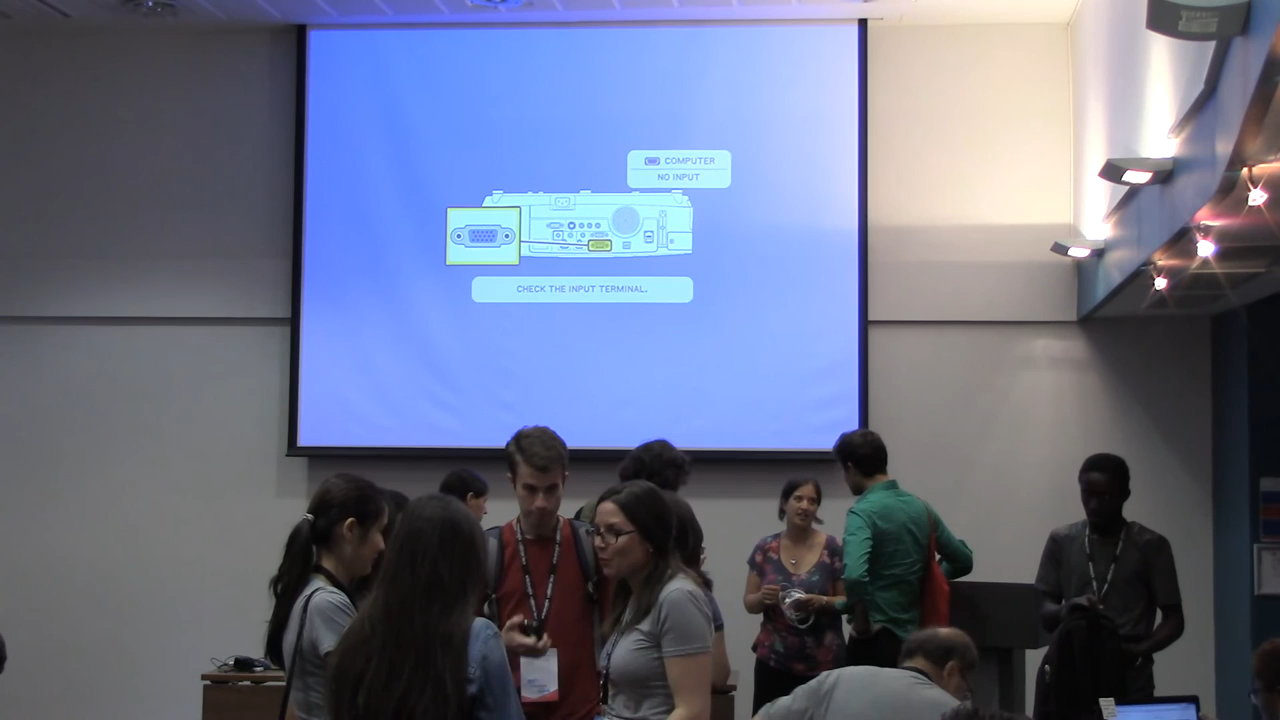 COMPUTER
NO INPUT
CHECK THE INPUT TERMINAL.